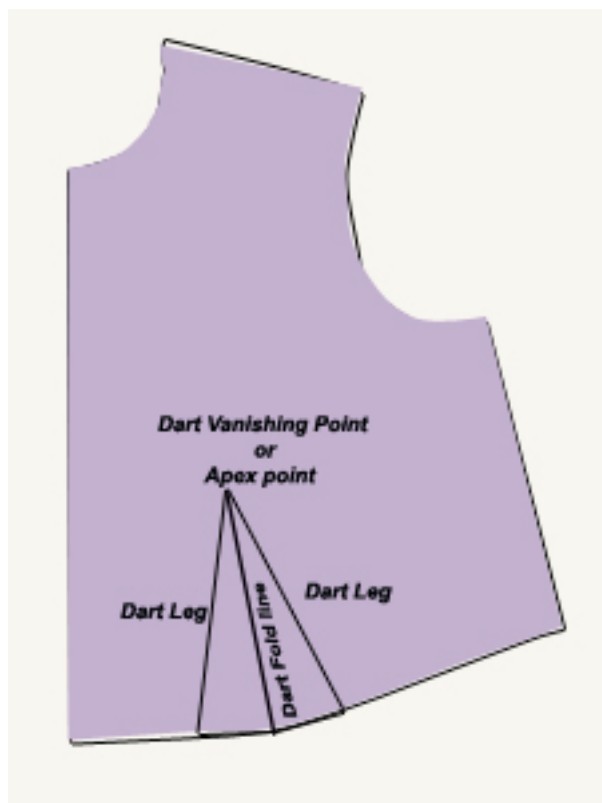 Dart Vanishing Point
or
Apex point
Dart Leg
Dart Fold line
Dart Leg